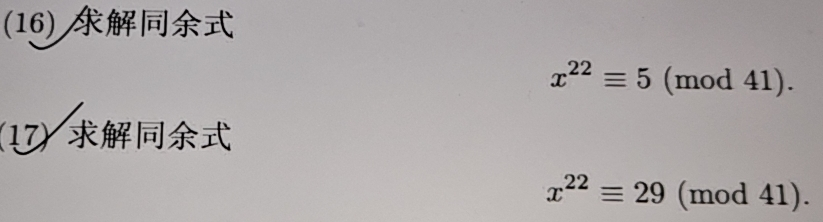 (16) 求解同余式
x^{22} ≡ 5 (mod 41).
(17) 求解同余式
x^{22} ≡ 29 (mod 41).